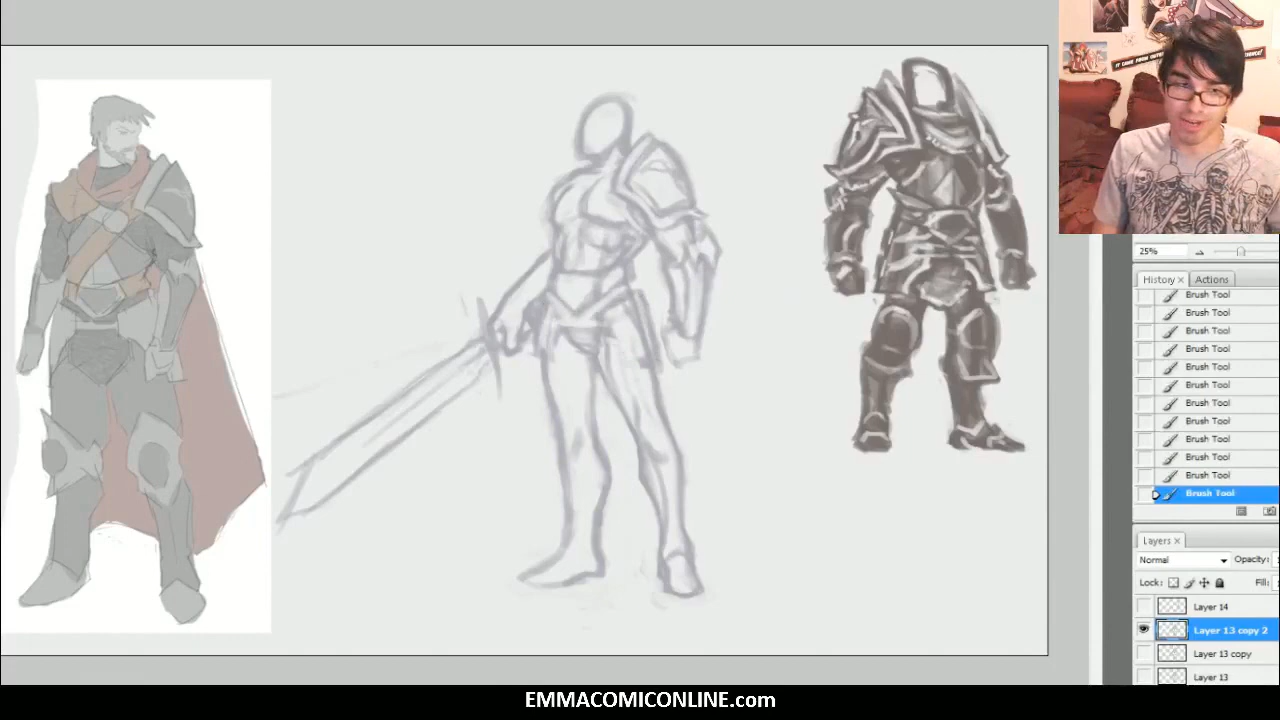 25%
History
Actions
Brush Tool
Brush Tool
Brush Tool
Brush Tool
Brush Tool
Brush Tool
Brush Tool
Brush Tool
Brush Tool
Brush Tool
Brush Tool
Brush Tool
Layers
Normal Opacity:
Lock: Fill:
Layer 14
Layer 13 copy 2
Layer 13 copy
Layer 13
EMMACOMICONLINE.com